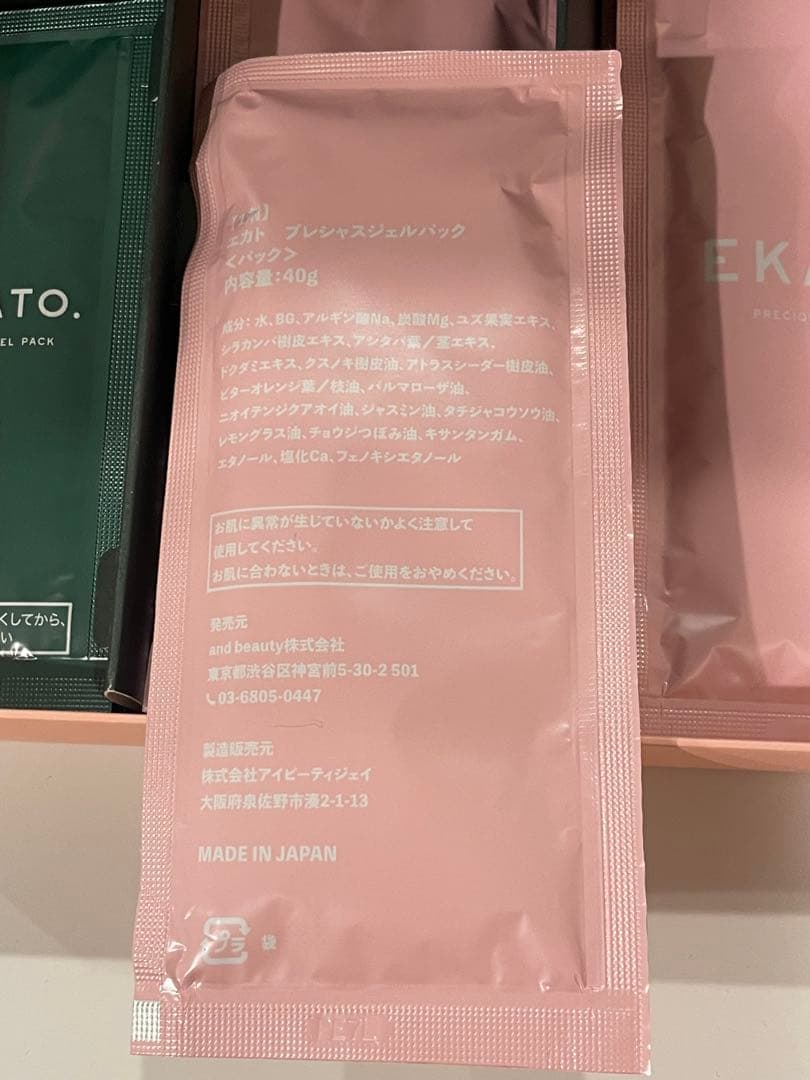 エカト　プレシャスジェルパック
＜パック＞
内容量：40g
成分：水、BG、アルギン酸Na、炭酸Mg、ユズ果実エキス、
シラカンバ樹皮エキス、アシタバ葉／茎エキス、
ドクダミエキス、クスノキ樹皮油、アトラスシーダー樹皮油、
ビターオレンジ葉／枝油、パルマローザ油、
ニオイテンジクアオイ油、ジャスミン油、タチジャコウソウ油、
レモングラス油、チョウジつぼみ油、キサンタンガム、
エタノール、塩化Ca、フェノキシエタノール
お肌に異常が生じていないかよく注意して
使用してください。
お肌に合わないときは、ご使用をおやめください。
発売元
and beauty株式会社
東京都渋谷区神宮前5-30-2 501
03-6805-0447
製造販売元
株式会社アイビーティジェイ
大阪府泉佐野市湊2-1-13
MADE IN JAPAN
プラ 袋
ATO.
EL PACK
くしてから、
い
EKA
PRECIO